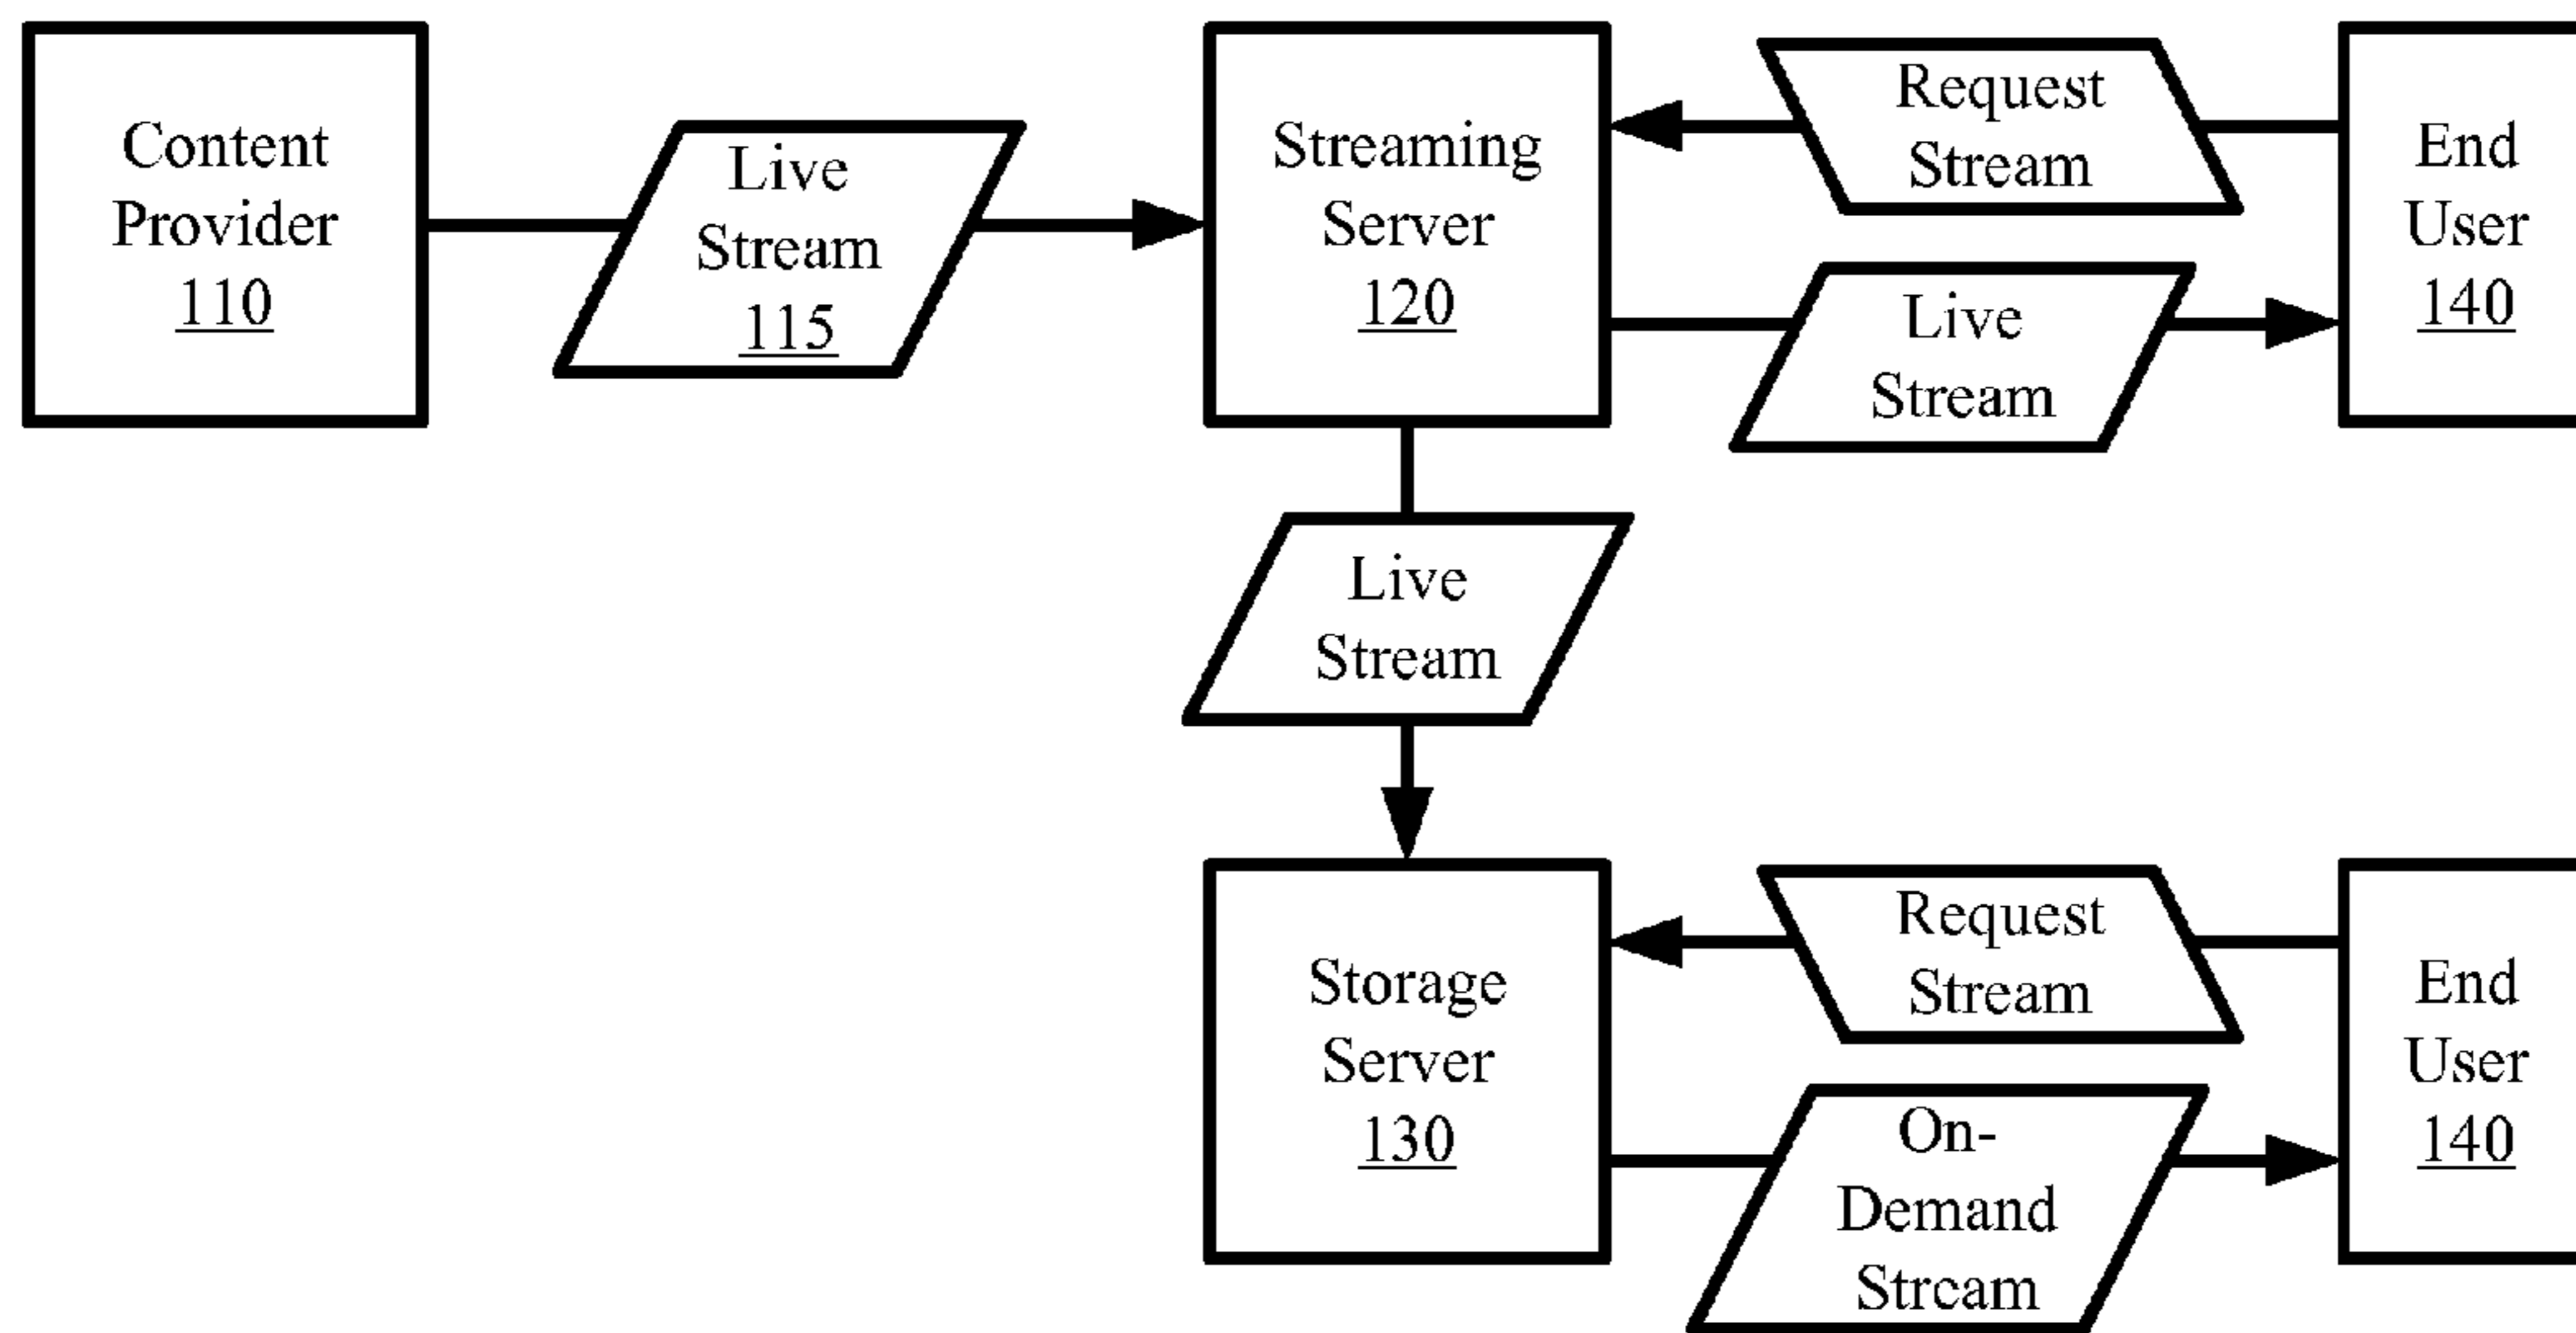 Content
Provider
110
Live
Stream
115
Streaming
Server
120
Request
Stream
Live
Stream
End
User
140
Live
Stream
Storage
Server
130
Request
Stream
On-
Demand
Stream
End
User
140